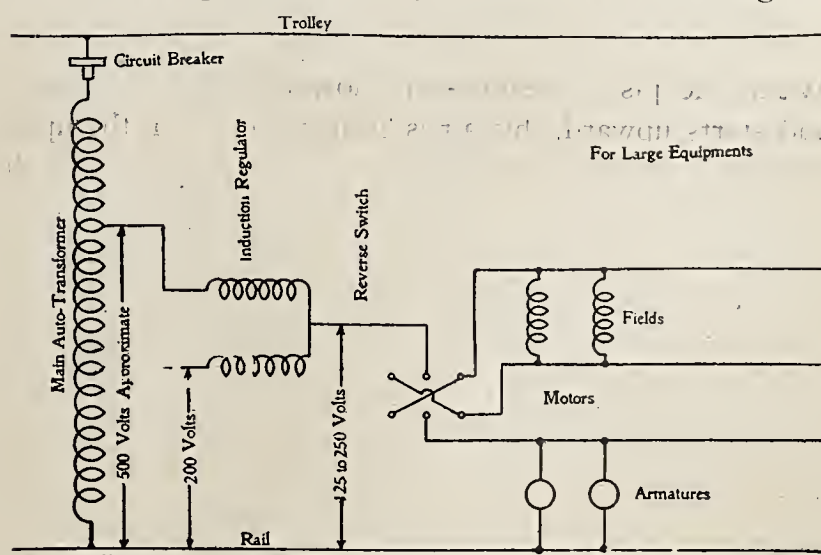 Trolley
Circuit Breaker
For Large Equipments
Main Auto-Transformer
500 Volts Approximate
Induction Regulator
200 Volts
Reverse Switch
125 to 250 Volts
Fields
Motors
Armatures
Rail